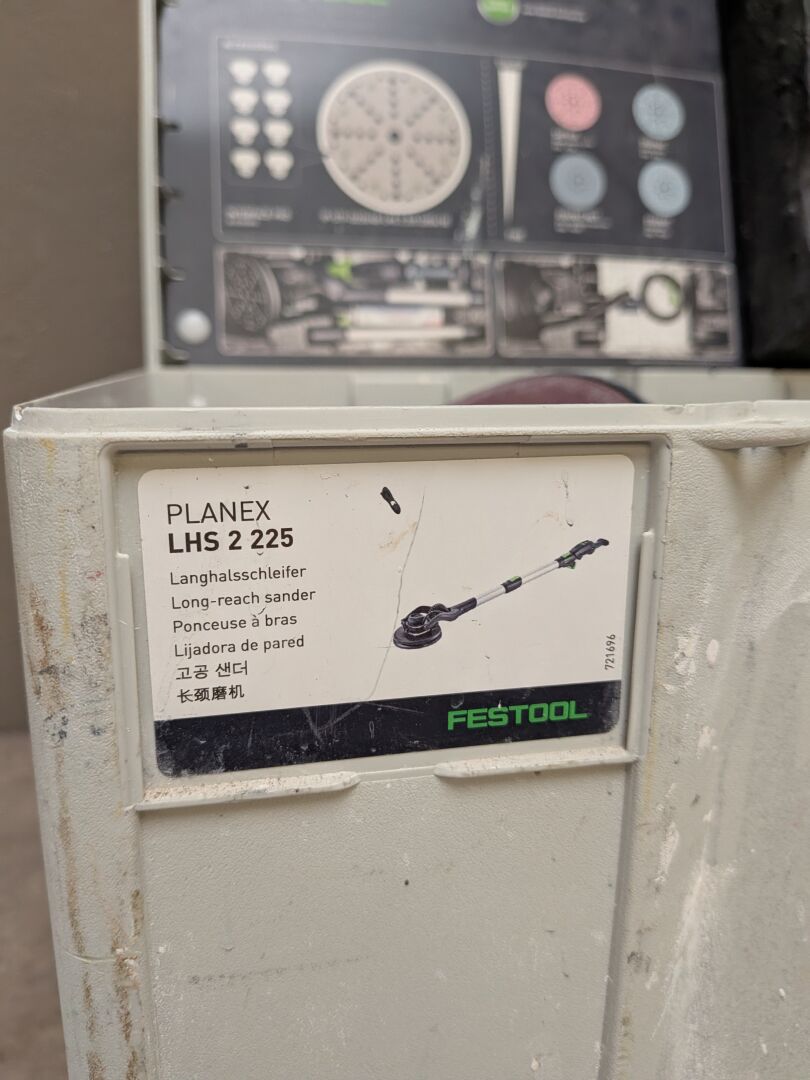 PLANEX
LHS 2 225
Langhalsschleifer
Long-reach sander
Ponceuse à bras
Lijadora de pared
고공 샌더
长颈磨机
721696
FESTOOL